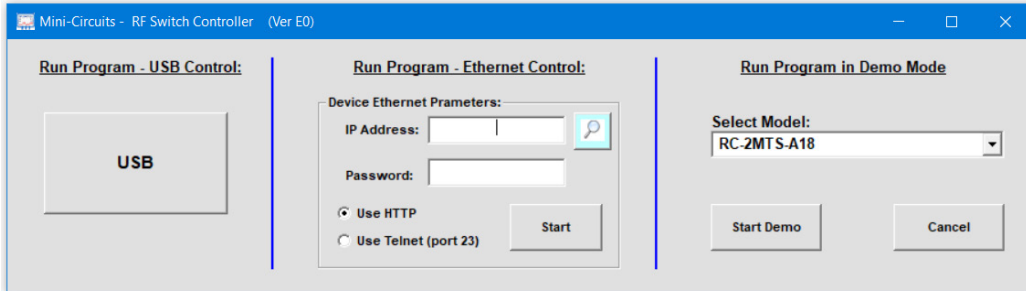 Mini-Circuits - RF Switch Controller (Ver E0)
Run Program - USB Control:
USB
Run Program - Ethernet Control:
Device Ethernet Prameters:
IP Address:
Password:
Use HTTP
Use Telnet (port 23)
Start
Run Program in Demo Mode
Select Model:
RC-2MTS-A18
Start Demo
Cancel